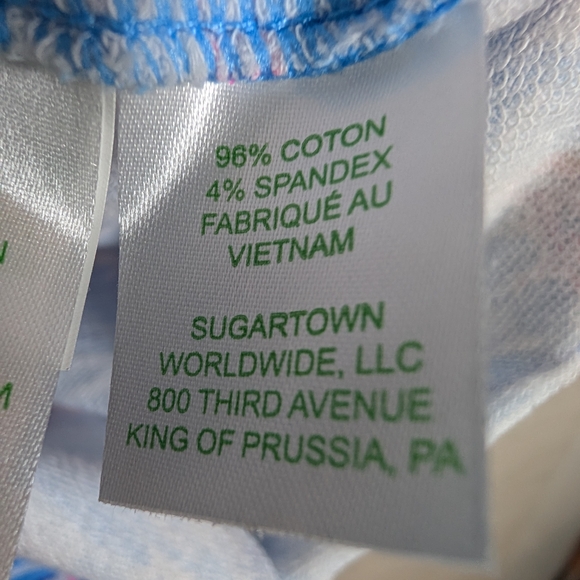 96% COTON
4% SPANDEX
FABRIQUÉ AU
VIETNAM
SUGARTOWN
WORLDWIDE, LLC
800 THIRD AVENUE
KING OF PRUSSIA, PA